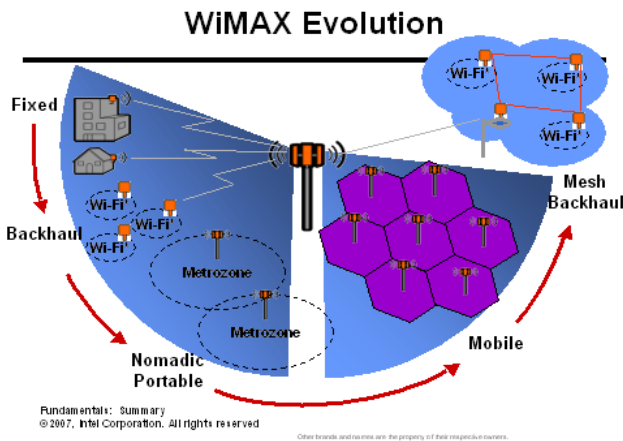 WiMAX Evolution
Fixed
Wi-Fi'
Wi-Fi'
Wi-Fi'
Wi-Fi'
Wi-Fi'
Wi-Fi'
Mesh
Backhaul
Backhaul
Metrozone
Metrozone
Mobile
Nomadic
Portable
Fundamentals: Summary
© 2007, Intel Corporation. All rights reserved
Other brands and names are the property of their respective owners.